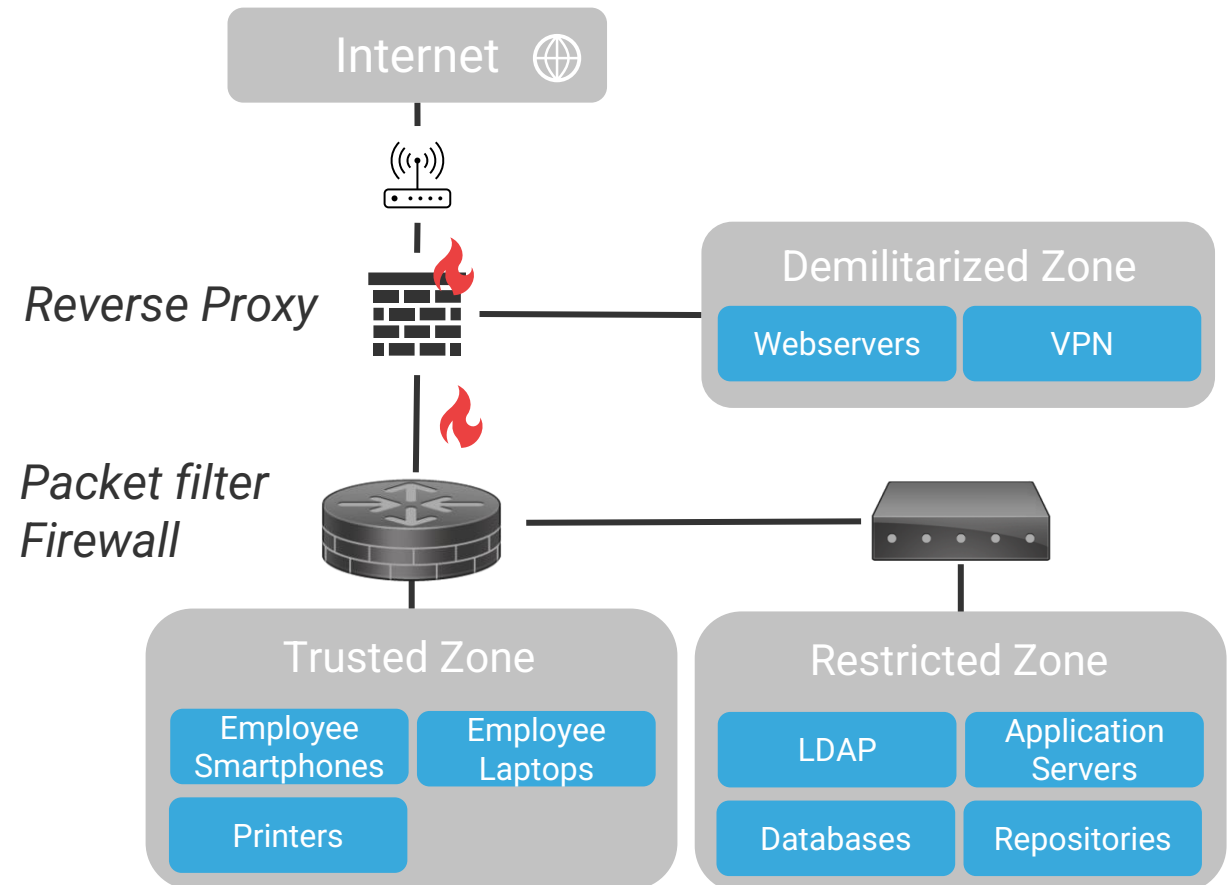 Internet
Reverse Proxy
Demilitarized Zone
Webservers
VPN
Packet filter
Firewall
Trusted Zone
Employee
Smartphones
Employee
Laptops
Printers
Restricted Zone
LDAP
Application
Servers
Databases
Repositories